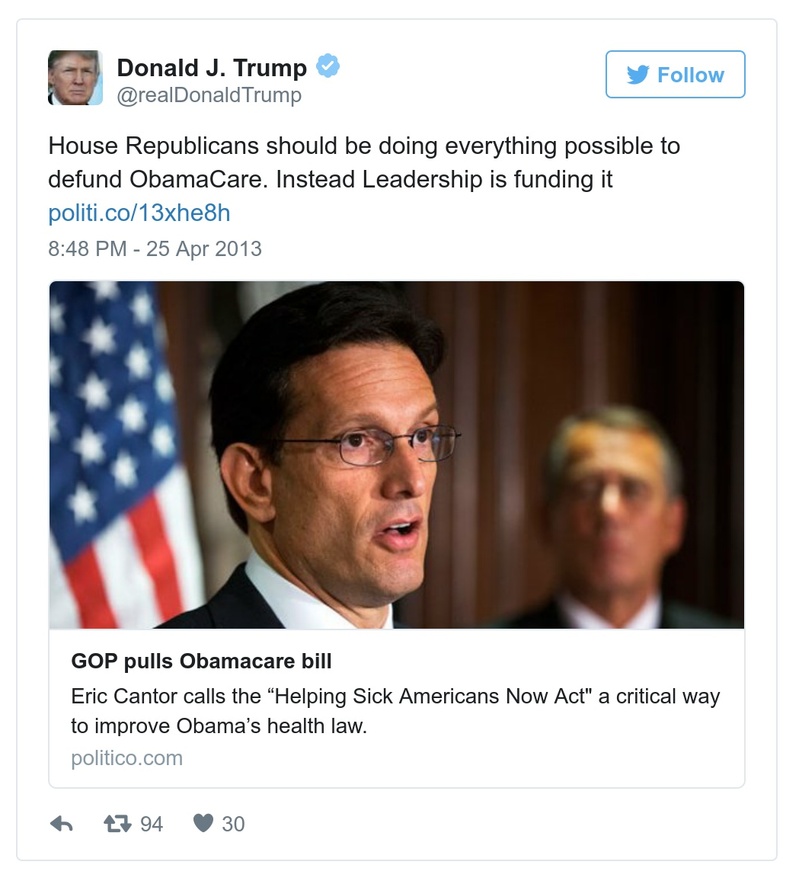 Donald J. Trump
@realDonaldTrump
Follow
House Republicans should be doing everything possible to
defund ObamaCare. Instead Leadership is funding it
politi.co/13xhe8h
8:48 PM - 25 Apr 2013
GOP pulls Obamacare bill
Eric Cantor calls the “Helping Sick Americans Now Act" a critical way
to improve Obama’s health law.
politico.com
94
30